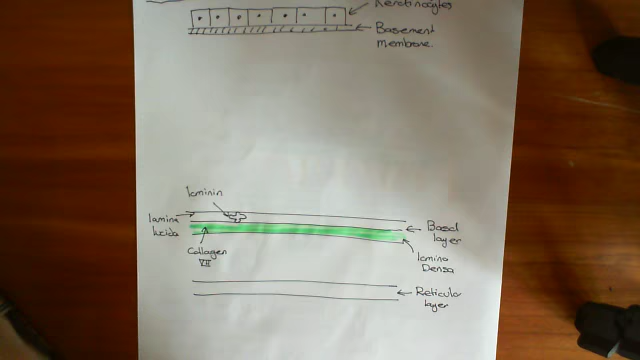 Keratinocytes
Basement
Membrane.
laminin
lamina
lucida
Basal
layer
Collagen
VII
lamina
Densa
Reticular
layer